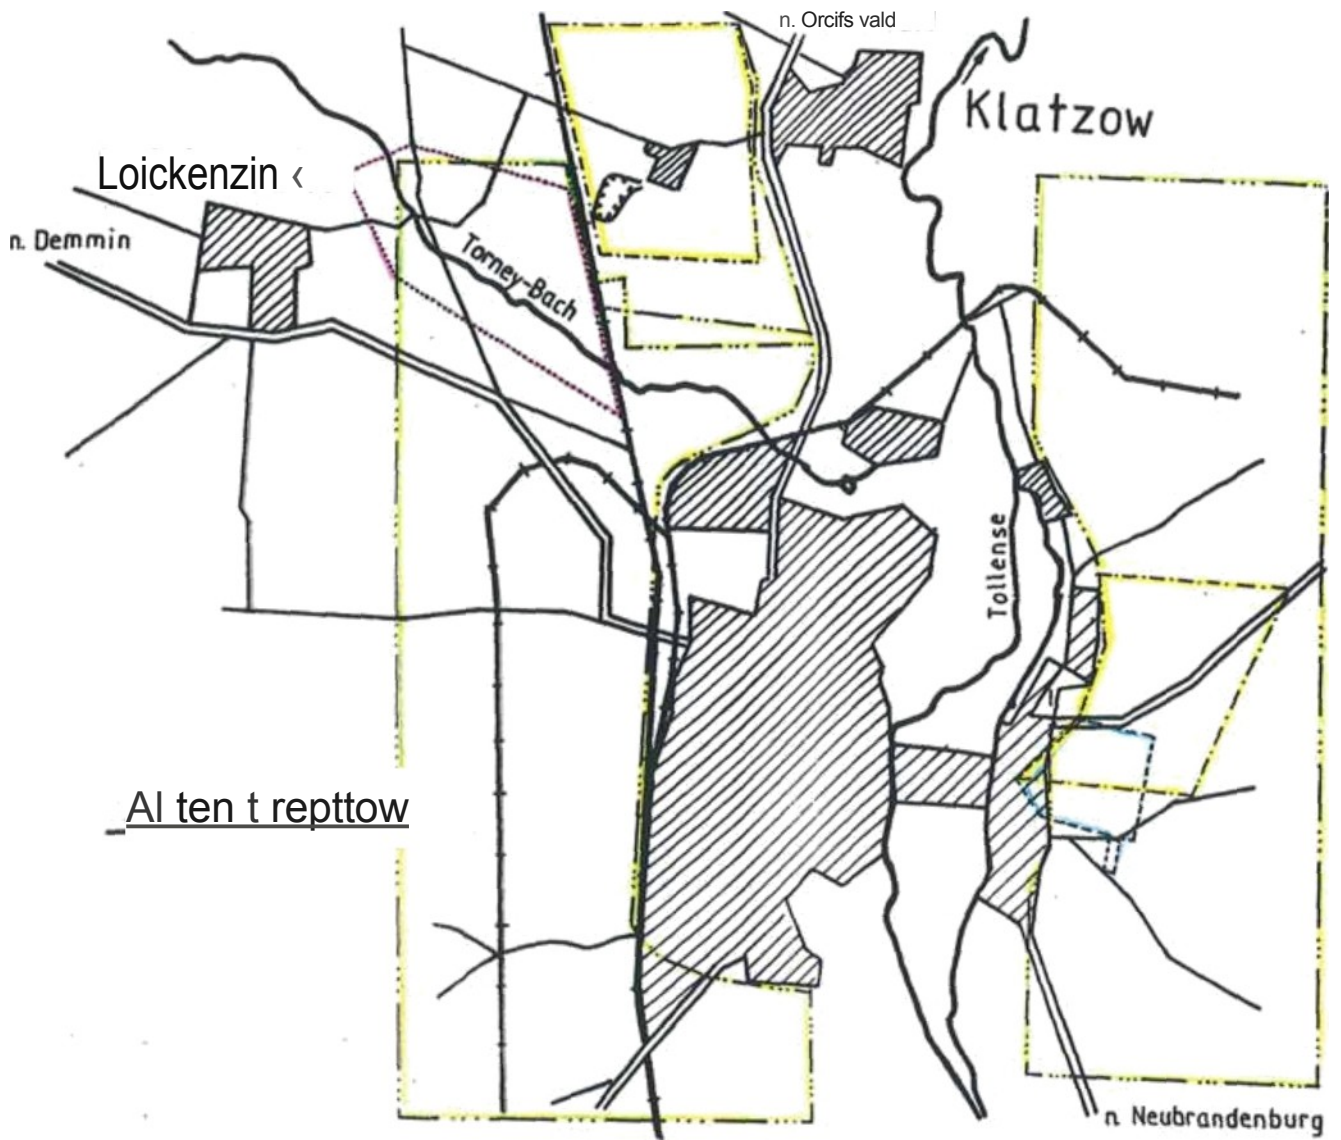 n. Orcifs vald
Klatzow
Loickenzin ‹
n. Demmin
Torney-Bach
Tollense
Al ten t repttow
n. Neubrandenburg